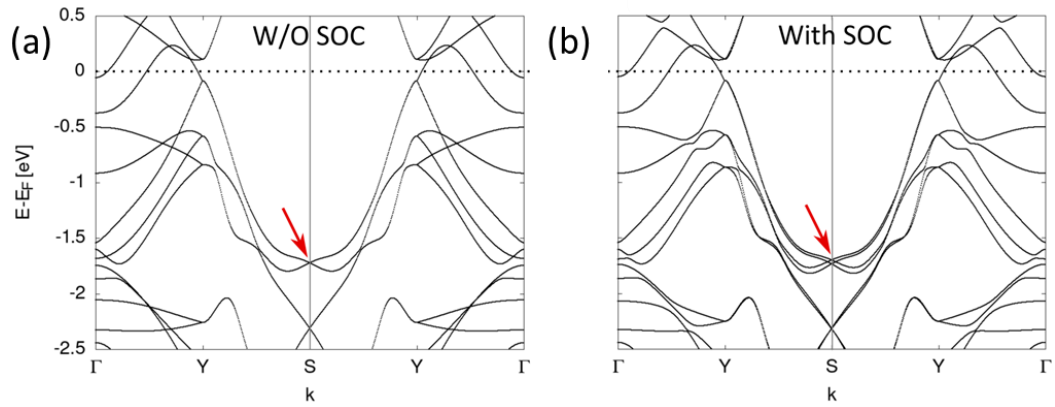 (a)
W/O SOC
(b)
With SOC
E-E_F [eV]
0.5
0
-0.5
-1
-1.5
-2
-2.5
Γ Y S Y Γ
k
Γ Y S Y Γ
k